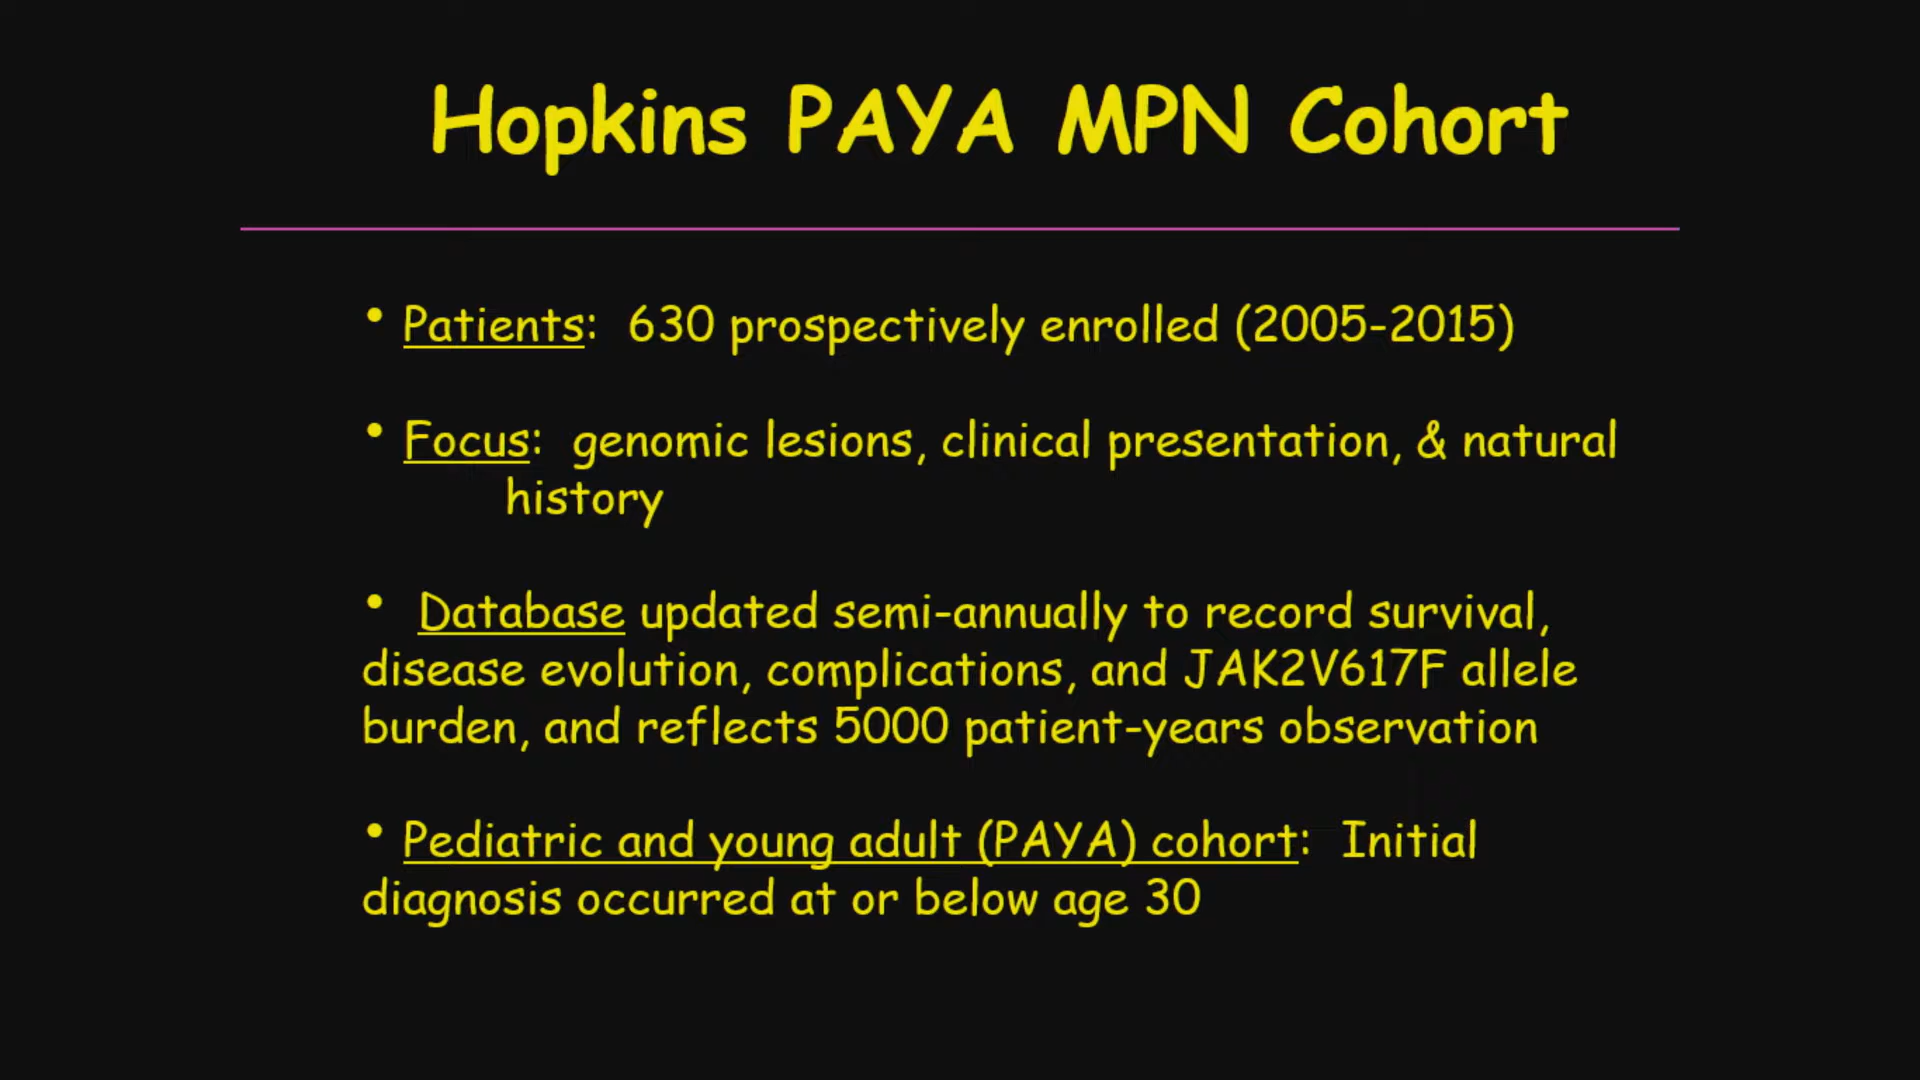 Hopkins PAYA MPN Cohort
• Patients: 630 prospectively enrolled (2005-2015)
• Focus: genomic lesions, clinical presentation, & natural
history
• Database updated semi-annually to record survival,
disease evolution, complications, and JAK2V617F allele
burden, and reflects 5000 patient-years observation
• Pediatric and young adult (PAYA) cohort: Initial
diagnosis occurred at or below age 30